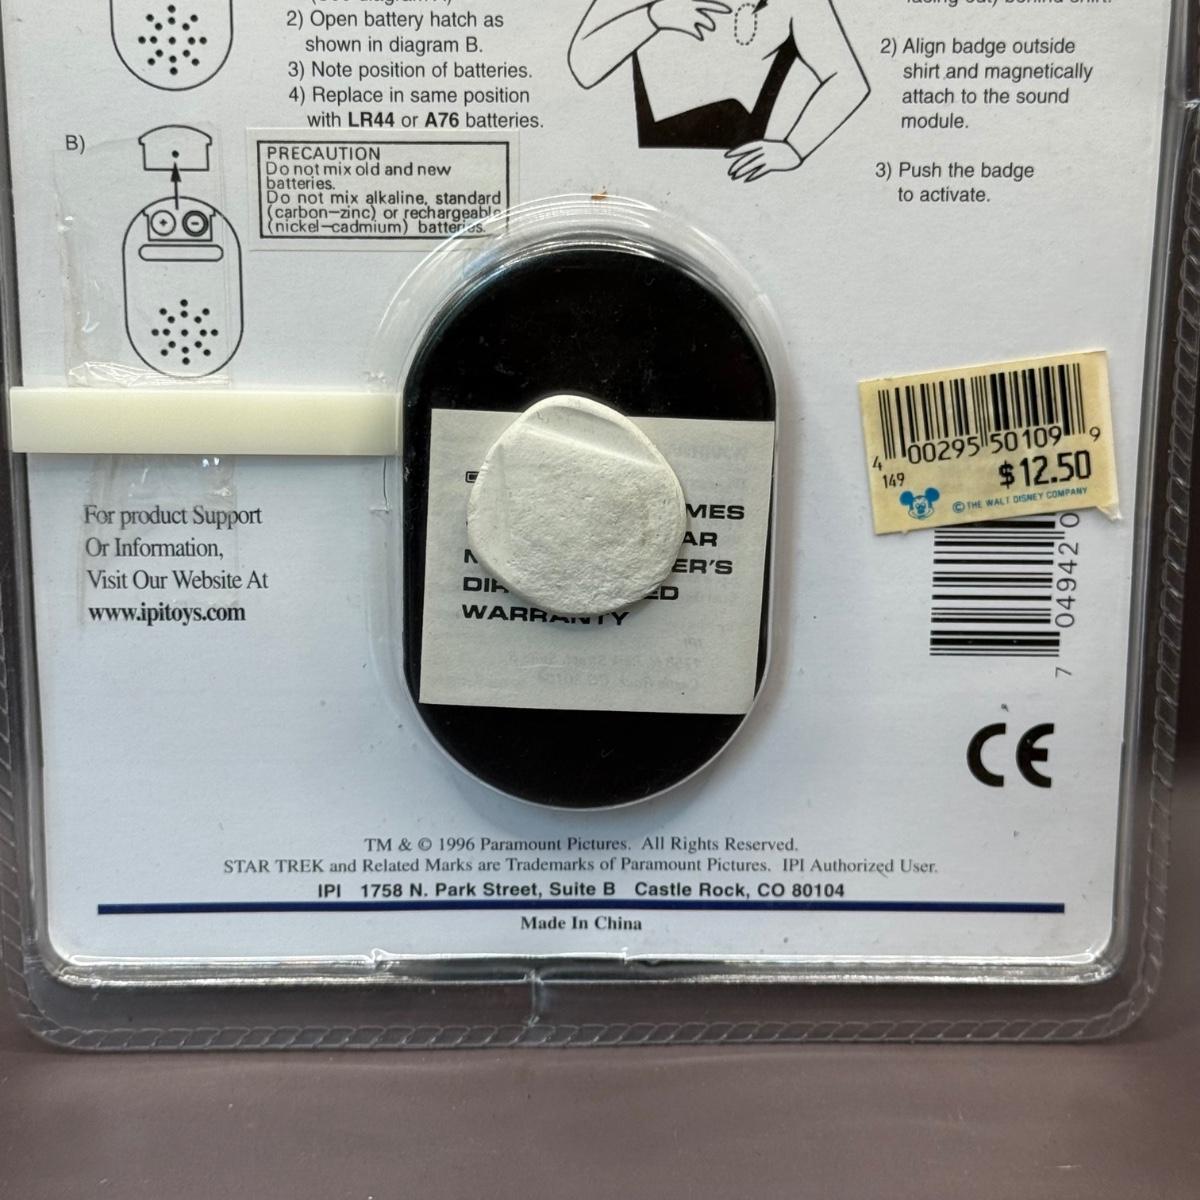 2) Open battery hatch as
shown in diagram B.
3) Note position of batteries.
4) Replace in same position
with LR44 or A76 batteries.
B)
PRECAUTION
Do not mix old and new
batteries.
Do not mix alkaline, standard
(carbon-zinc) or rechargeable
(nickel-cadmium) batteries.
+ -
2) Align badge outside
shirt and magnetically
attach to the sound
module.
3) Push the badge
to activate.
4 00295 50109 9
149 $12.50
© THE WALT DISNEY COMPANY
7 04942 0
For product Support
Or Information,
Visit Our Website At
www.ipitoys.com
WARRANTY
CE
TM & © 1996 Paramount Pictures. All Rights Reserved.
STAR TREK and Related Marks are Trademarks of Paramount Pictures. IPI Authorized User.
IPI 1758 N. Park Street, Suite B Castle Rock, CO 80104
Made In China